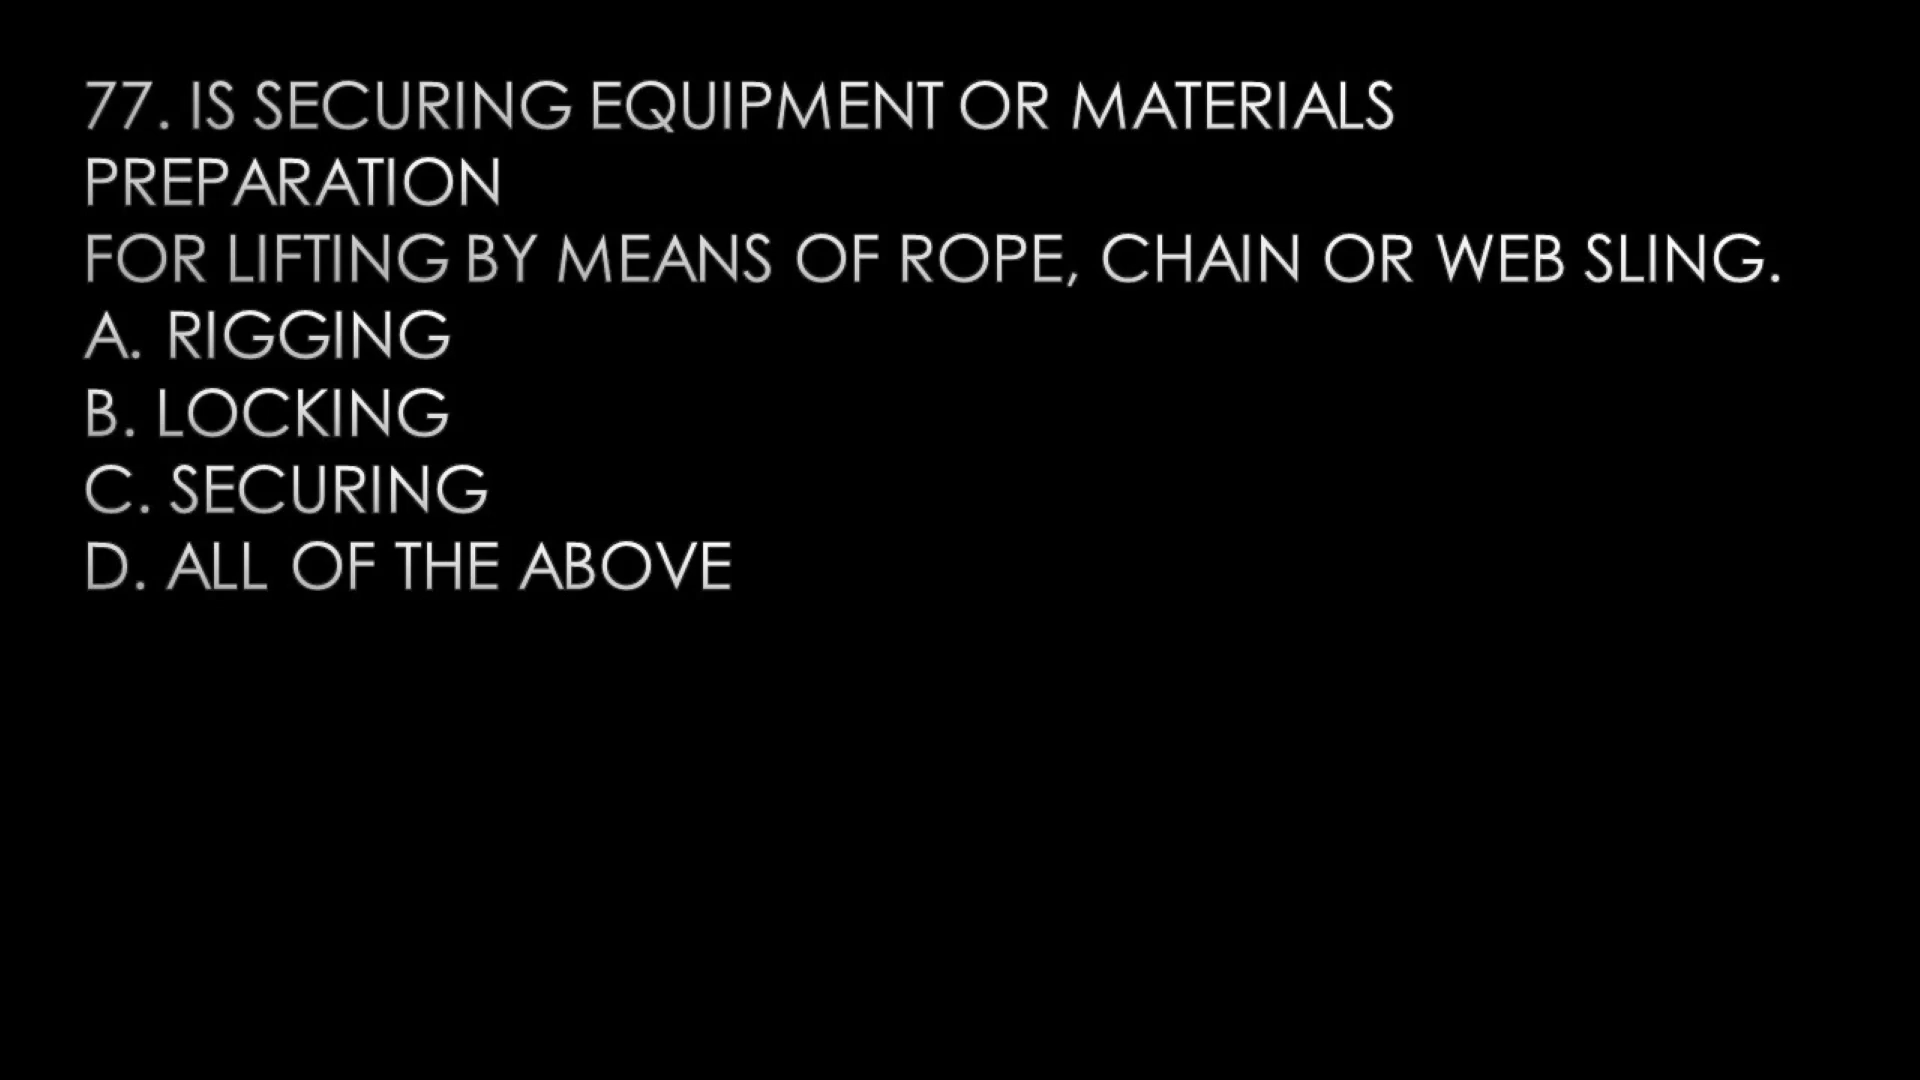 77. IS SECURING EQUIPMENT OR MATERIALS
PREPARATION
FOR LIFTING BY MEANS OF ROPE, CHAIN OR WEB SLING.
A. RIGGING
B. LOCKING
C. SECURING
D. ALL OF THE ABOVE